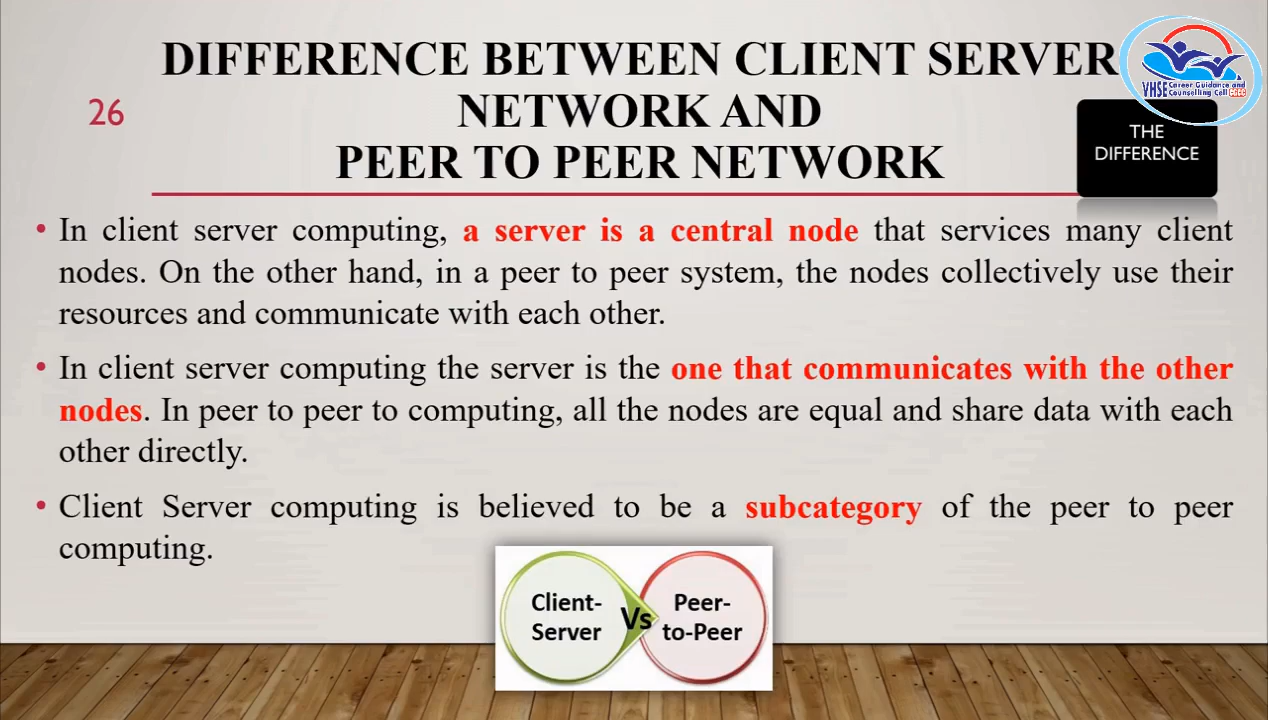 DIFFERENCE BETWEEN CLIENT SERVER
NETWORK AND
PEER TO PEER NETWORK
26
VHSE Career Guidance and
Counselling Cell CGCC
THE
DIFFERENCE
• In client server computing, a server is a central node that services many client
nodes. On the other hand, in a peer to peer system, the nodes collectively use their
resources and communicate with each other.
• In client server computing the server is the one that communicates with the other
nodes. In peer to peer to computing, all the nodes are equal and share data with each
other directly.
• Client Server computing is believed to be a subcategory of the peer to peer
computing.
Client-
Server
Vs
Peer-
to-Peer